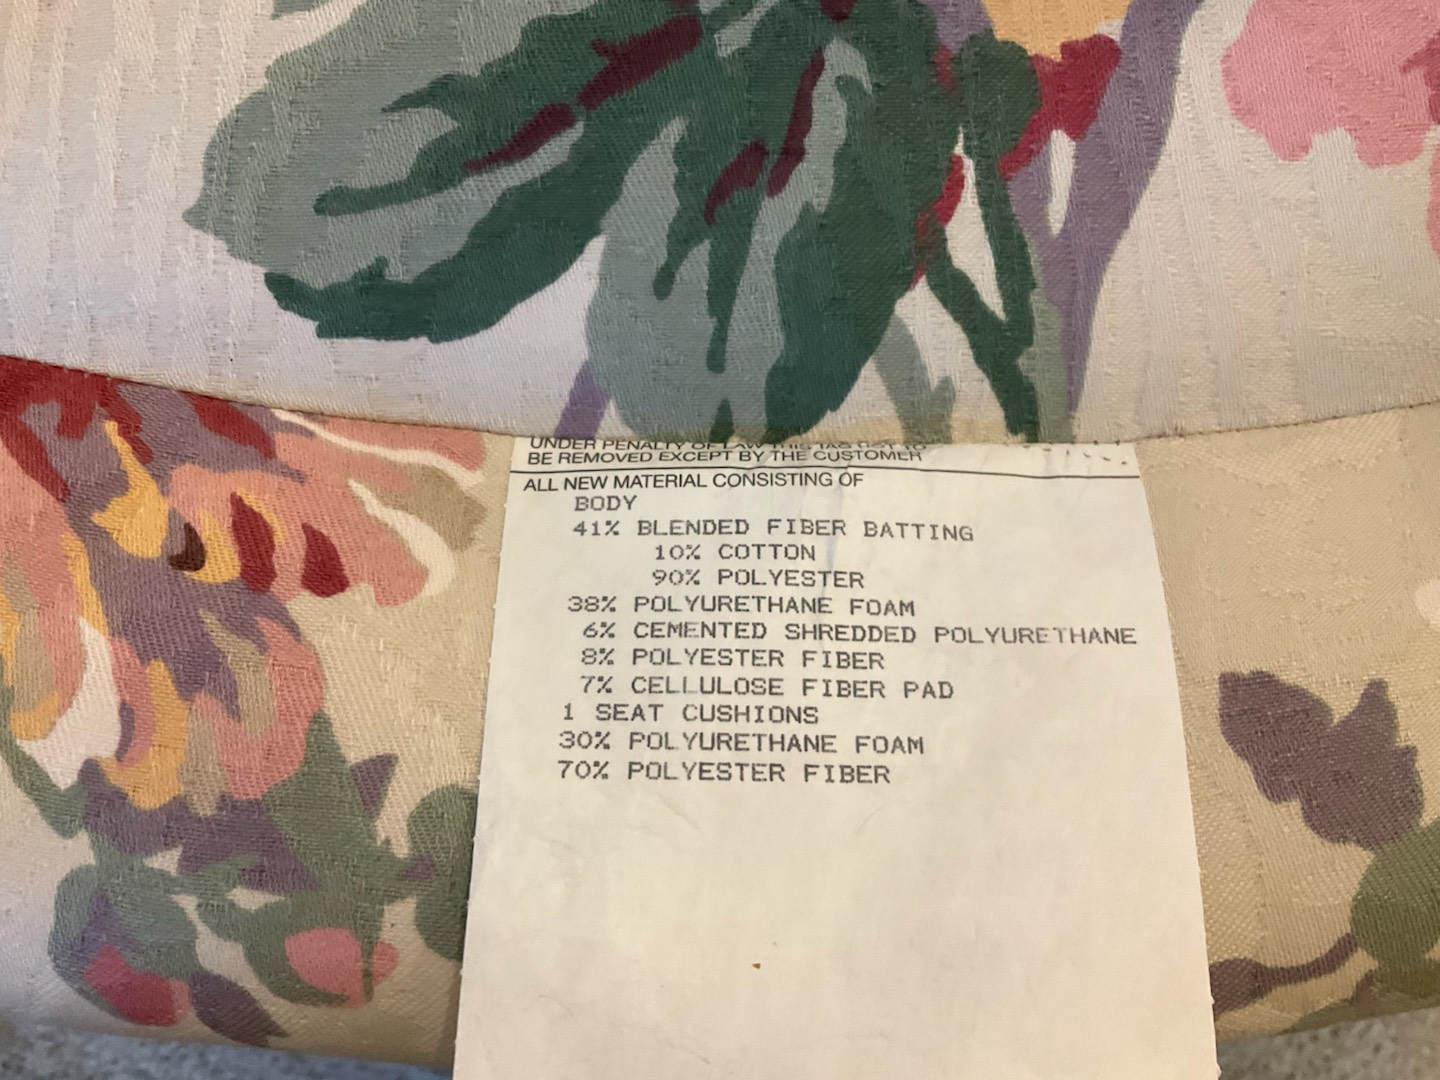 UNDER PENALTY OF LAW THIS TAG NOT TO
BE REMOVED EXCEPT BY THE CUSTOMER
ALL NEW MATERIAL CONSISTING OF
BODY
41% BLENDED FIBER BATTING
10% COTTON
90% POLYESTER
38% POLYURETHANE FOAM
6% CEMENTED SHREDDED POLYURETHANE
8% POLYESTER FIBER
7% CELLULOSE FIBER PAD
1 SEAT CUSHIONS
30% POLYURETHANE FOAM
70% POLYESTER FIBER